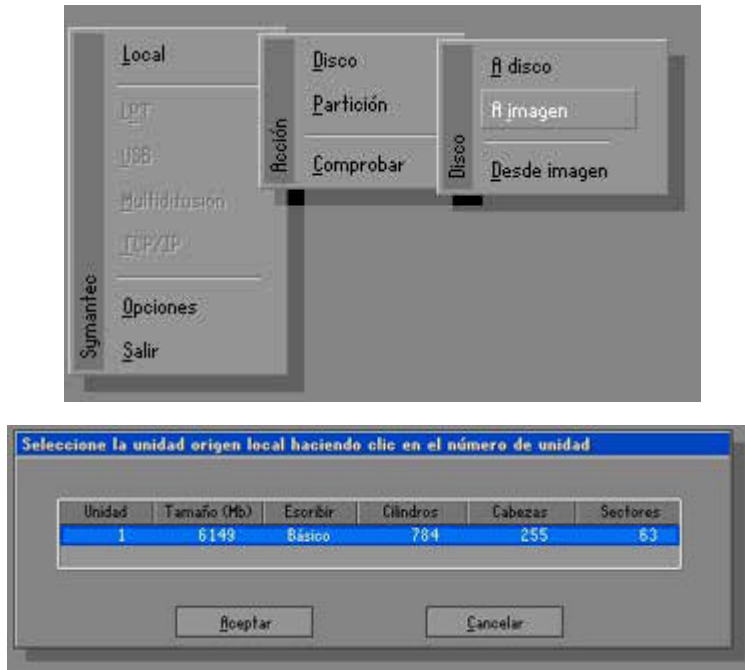 Local
LPT
USB
Multidifusión
TCP/IP
Opciones
Salir
Symantec
Disco
Partición
Comprobar
Acción
A disco
A imagen
Desde imagen
Disco
Seleccione la unidad origen local haciendo clic en el número de unidad
Unidad Tamaño (Mb) Escribir Cilindros Cabezas Sectores
1 6149 Básico 784 255 63
Aceptar Cancelar